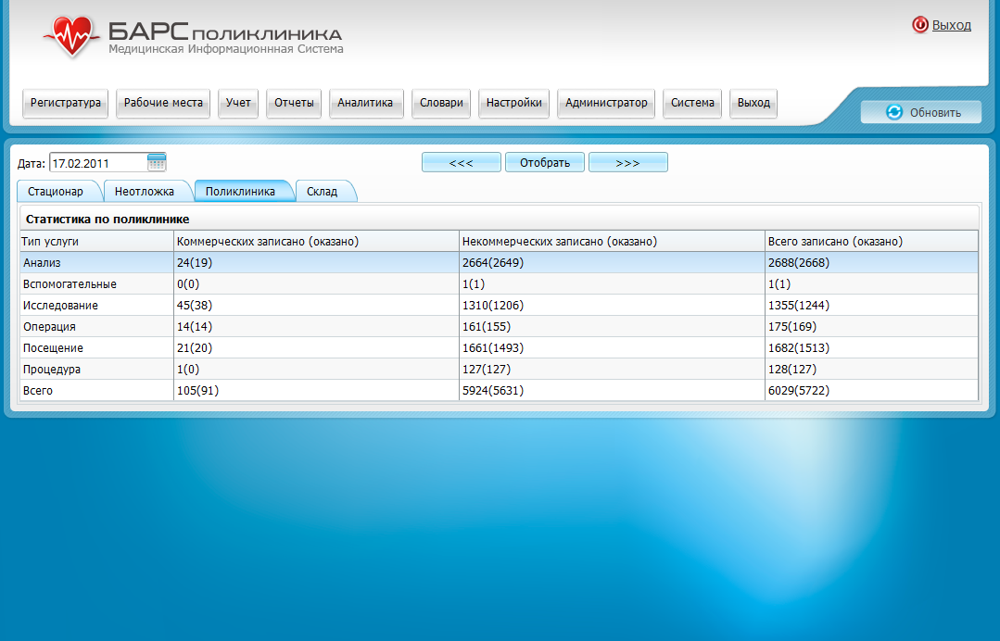 БАРС поликлиника
Медицинская Информационнная Система
Выход
Регистратура Рабочие места Учет Отчеты Аналитика Словари Настройки Администратор Система Выход
Обновить
Дата: 17.02.2011 <<< Отобрать >>>
Стационар Неотложка Поликлиника Склад
Статистика по поликлинике
Тип услуги Коммерческих записано (оказано) Некоммерческих записано (оказано) Всего записано (оказано)
Анализ 24(19) 2664(2649) 2688(2668)
Вспомогательные 0(0) 1(1) 1(1)
Исследование 45(38) 1310(1206) 1355(1244)
Операция 14(14) 161(155) 175(169)
Посещение 21(20) 1661(1493) 1682(1513)
Процедура 1(0) 127(127) 128(127)
Всего 105(91) 5924(5631) 6029(5722)